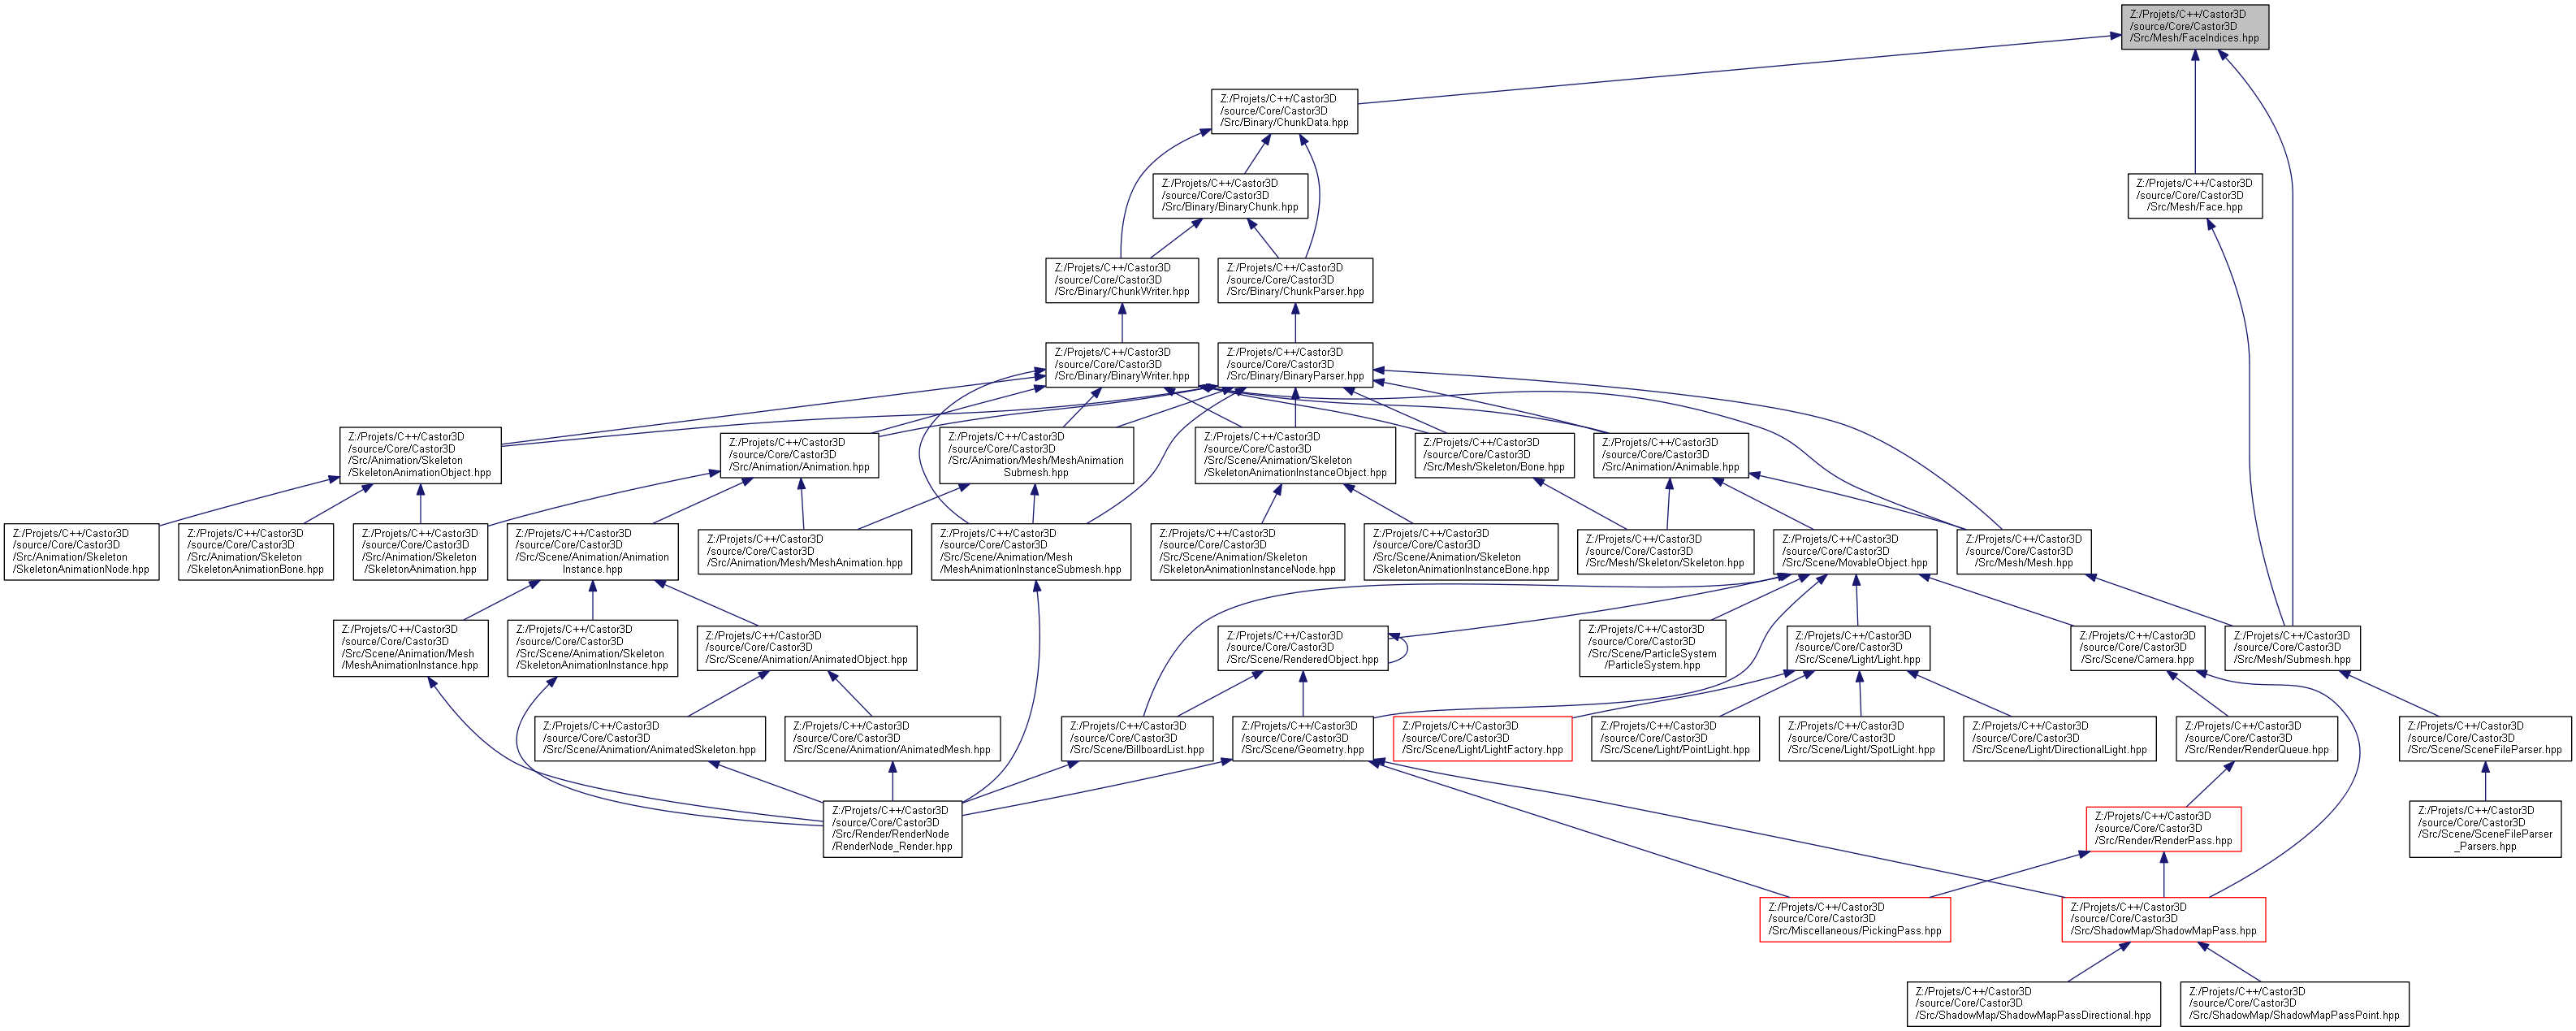 Z:/Projets/C++/Castor3D
/source/Core/Castor3D
/Src/Mesh/FaceIndices.hpp
Z:/Projets/C++/Castor3D
/source/Core/Castor3D
/Src/Binary/ChunkData.hpp
Z:/Projets/C++/Castor3D
/source/Core/Castor3D
/Src/Binary/BinaryChunk.hpp
Z:/Projets/C++/Castor3D
/source/Core/Castor3D
/Src/Mesh/Face.hpp
Z:/Projets/C++/Castor3D
/source/Core/Castor3D
/Src/Binary/ChunkWriter.hpp
Z:/Projets/C++/Castor3D
/source/Core/Castor3D
/Src/Binary/ChunkParser.hpp
Z:/Projets/C++/Castor3D
/source/Core/Castor3D
/Src/Binary/BinaryWriter.hpp
Z:/Projets/C++/Castor3D
/source/Core/Castor3D
/Src/Binary/BinaryParser.hpp
Z:/Projets/C++/Castor3D
/source/Core/Castor3D
/Src/Animation/Skeleton
/SkeletonAnimationObject.hpp
Z:/Projets/C++/Castor3D
/source/Core/Castor3D
/Src/Animation/Animation.hpp
Z:/Projets/C++/Castor3D
/source/Core/Castor3D
/Src/Animation/Mesh/MeshAnimation
Submesh.hpp
Z:/Projets/C++/Castor3D
/source/Core/Castor3D
/Src/Scene/Animation/Skeleton
/SkeletonAnimationInstanceObject.hpp
Z:/Projets/C++/Castor3D
/source/Core/Castor3D
/Src/Mesh/Skeleton/Bone.hpp
Z:/Projets/C++/Castor3D
/source/Core/Castor3D
/Src/Animation/Animable.hpp
Z:/Projets/C++/Castor3D
/source/Core/Castor3D
/Src/Animation/Skeleton
/SkeletonAnimationNode.hpp
Z:/Projets/C++/Castor3D
/source/Core/Castor3D
/Src/Animation/Skeleton
/SkeletonAnimationBone.hpp
Z:/Projets/C++/Castor3D
/source/Core/Castor3D
/Src/Animation/Skeleton
/SkeletonAnimation.hpp
Z:/Projets/C++/Castor3D
/source/Core/Castor3D
/Src/Scene/Animation/Animation
Instance.hpp
Z:/Projets/C++/Castor3D
/source/Core/Castor3D
/Src/Animation/Mesh/MeshAnimation.hpp
Z:/Projets/C++/Castor3D
/source/Core/Castor3D
/Src/Scene/Animation/Mesh
/MeshAnimationInstanceSubmesh.hpp
Z:/Projets/C++/Castor3D
/source/Core/Castor3D
/Src/Scene/Animation/Skeleton
/SkeletonAnimationInstanceNode.hpp
Z:/Projets/C++/Castor3D
/source/Core/Castor3D
/Src/Scene/Animation/Skeleton
/SkeletonAnimationInstanceBone.hpp
Z:/Projets/C++/Castor3D
/source/Core/Castor3D
/Src/Mesh/Skeleton/Skeleton.hpp
Z:/Projets/C++/Castor3D
/source/Core/Castor3D
/Src/Scene/MovableObject.hpp
Z:/Projets/C++/Castor3D
/source/Core/Castor3D
/Src/Mesh/Mesh.hpp
Z:/Projets/C++/Castor3D
/source/Core/Castor3D
/Src/Scene/Animation/Mesh
/MeshAnimationInstance.hpp
Z:/Projets/C++/Castor3D
/source/Core/Castor3D
/Src/Scene/Animation/Skeleton
/SkeletonAnimationInstance.hpp
Z:/Projets/C++/Castor3D
/source/Core/Castor3D
/Src/Scene/Animation/AnimatedObject.hpp
Z:/Projets/C++/Castor3D
/source/Core/Castor3D
/Src/Scene/RenderedObject.hpp
Z:/Projets/C++/Castor3D
/source/Core/Castor3D
/Src/Scene/ParticleSystem
/ParticleSystem.hpp
Z:/Projets/C++/Castor3D
/source/Core/Castor3D
/Src/Scene/Light/Light.hpp
Z:/Projets/C++/Castor3D
/source/Core/Castor3D
/Src/Scene/Camera.hpp
Z:/Projets/C++/Castor3D
/source/Core/Castor3D
/Src/Mesh/Submesh.hpp
Z:/Projets/C++/Castor3D
/source/Core/Castor3D
/Src/Scene/Animation/AnimatedSkeleton.hpp
Z:/Projets/C++/Castor3D
/source/Core/Castor3D
/Src/Scene/Animation/AnimatedMesh.hpp
Z:/Projets/C++/Castor3D
/source/Core/Castor3D
/Src/Scene/BillboardList.hpp
Z:/Projets/C++/Castor3D
/source/Core/Castor3D
/Src/Scene/Geometry.hpp
Z:/Projets/C++/Castor3D
/source/Core/Castor3D
/Src/Scene/Light/LightFactory.hpp
Z:/Projets/C++/Castor3D
/source/Core/Castor3D
/Src/Scene/Light/PointLight.hpp
Z:/Projets/C++/Castor3D
/source/Core/Castor3D
/Src/Scene/Light/SpotLight.hpp
Z:/Projets/C++/Castor3D
/source/Core/Castor3D
/Src/Scene/Light/DirectionalLight.hpp
Z:/Projets/C++/Castor3D
/source/Core/Castor3D
/Src/Render/RenderQueue.hpp
Z:/Projets/C++/Castor3D
/source/Core/Castor3D
/Src/Scene/SceneFileParser.hpp
Z:/Projets/C++/Castor3D
/source/Core/Castor3D
/Src/Render/RenderNode
/RenderNode_Render.hpp
Z:/Projets/C++/Castor3D
/source/Core/Castor3D
/Src/Render/RenderPass.hpp
Z:/Projets/C++/Castor3D
/source/Core/Castor3D
/Src/Scene/SceneFileParser
_Parsers.hpp
Z:/Projets/C++/Castor3D
/source/Core/Castor3D
/Src/Miscellaneous/PickingPass.hpp
Z:/Projets/C++/Castor3D
/source/Core/Castor3D
/Src/ShadowMap/ShadowMapPass.hpp
Z:/Projets/C++/Castor3D
/source/Core/Castor3D
/Src/ShadowMap/ShadowMapPassDirectional.hpp
Z:/Projets/C++/Castor3D
/source/Core/Castor3D
/Src/ShadowMap/ShadowMapPassPoint.hpp